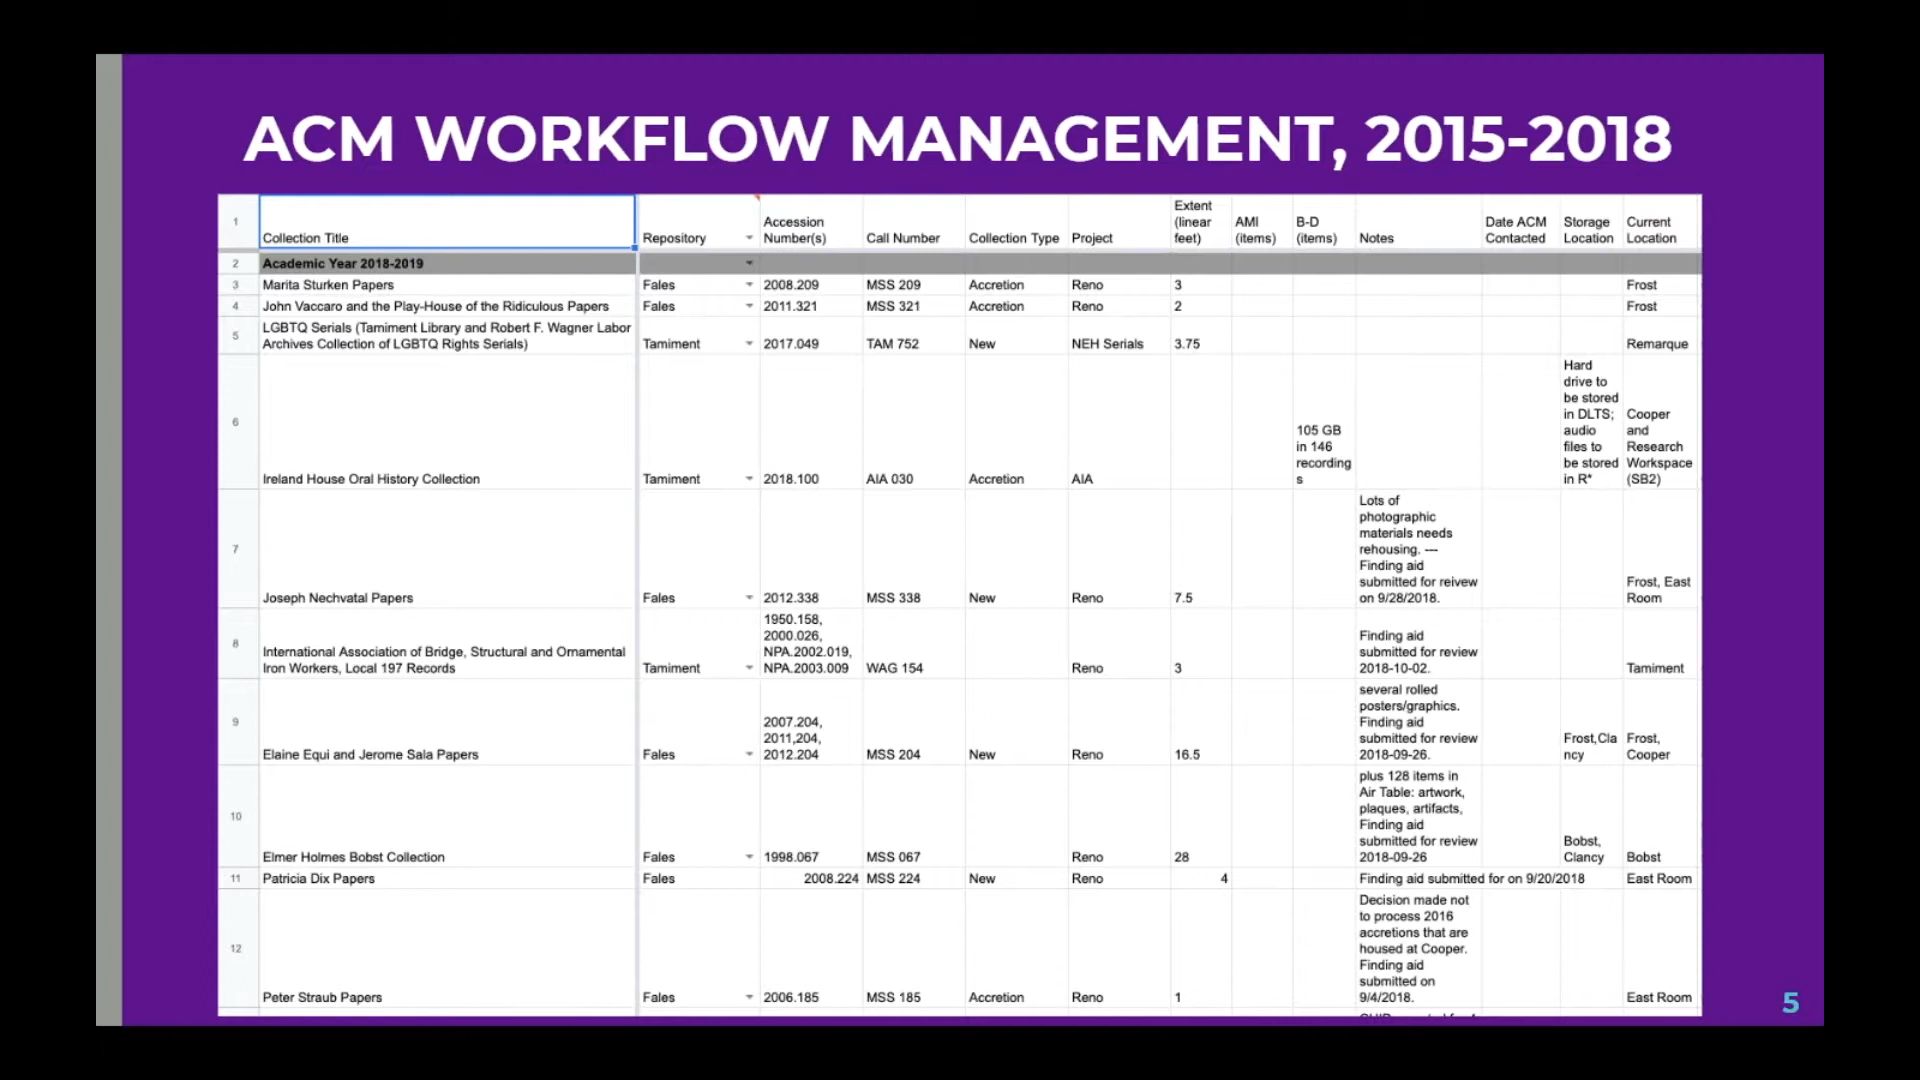 ACM WORKFLOW MANAGEMENT, 2015-2018
1 Collection Title Repository Accession Number(s) Call Number Collection Type Project Extent (linear feet) AMI (items) B-D (items) Notes Date ACM Contacted Storage Location Current Location
2 Academic Year 2018-2019
3 Marita Sturken Papers Fales 2008.209 MSS 209 Accretion Reno 3 Frost
4 John Vaccaro and the Play-House of the Ridiculous Papers Fales 2011.321 MSS 321 Accretion Reno 2 Frost
5 LGBTQ Serials (Tamiment Library and Robert F. Wagner Labor Archives Collection of LGBTQ Rights Serials) Tamiment 2017.049 TAM 752 New NEH Serials 3.75 Remarque
6 Ireland House Oral History Collection Tamiment 2018.100 AIA 030 Accretion AIA 105 GB in 146 recordings Hard drive to be stored in DLTS; audio files to be stored in R* Cooper and Research Workspace (SB2)
7 Joseph Nechvatal Papers Fales 2012.338 MSS 338 New Reno 7.5 Lots of photographic materials needs rehousing. --- Finding aid submitted for reivew on 9/28/2018. Frost, East Room
8 International Association of Bridge, Structural and Ornamental Iron Workers, Local 197 Records Tamiment 1950.158, 2000.026, NPA.2002.019, NPA.2003.009 WAG 154 Reno 3 Finding aid submitted for review 2018-10-02. Tamiment
9 Elaine Equi and Jerome Sala Papers Fales 2007.204, 2011,204, 2012.204 MSS 204 New Reno 16.5 several rolled posters/graphics. Finding aid submitted for review 2018-09-26. Frost,Clancy Frost, Cooper
10 Elmer Holmes Bobst Collection Fales 1998.067 MSS 067 Reno 28 plus 128 items in Air Table: artwork, plaques, artifacts, Finding aid submitted for review 2018-09-26 Bobst, Clancy Bobst
11 Patricia Dix Papers Fales 2008.224 MSS 224 New Reno 4 Finding aid submitted for on 9/20/2018 East Room
12 Peter Straub Papers Fales 2006.185 MSS 185 Accretion Reno 1 Decision made not to process 2016 accretions that are housed at Cooper. Finding aid submitted on 9/4/2018. East Room
5